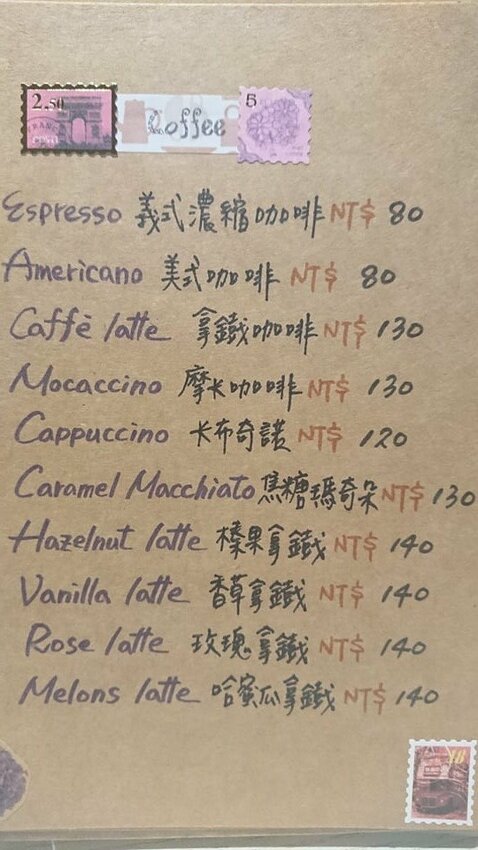 2.50 Coffee 5
Espresso 義式濃縮咖啡 NT$ 80
Americano 美式咖啡 NT$ 80
Caffè latte 拿鐵咖啡 NT$ 130
Mocaccino 摩卡咖啡 NT$ 130
Cappuccino 卡布奇諾 NT$ 120
Caramel Macchiato 焦糖瑪奇朵 NT$ 130
Hazelnut latte 榛果拿鐵 NT$ 140
Vanilla latte 香草拿鐵 NT$ 140
Rose latte 玫瑰拿鐵 NT$ 140
Melons latte 哈蜜瓜拿鐵 NT$ 140
18